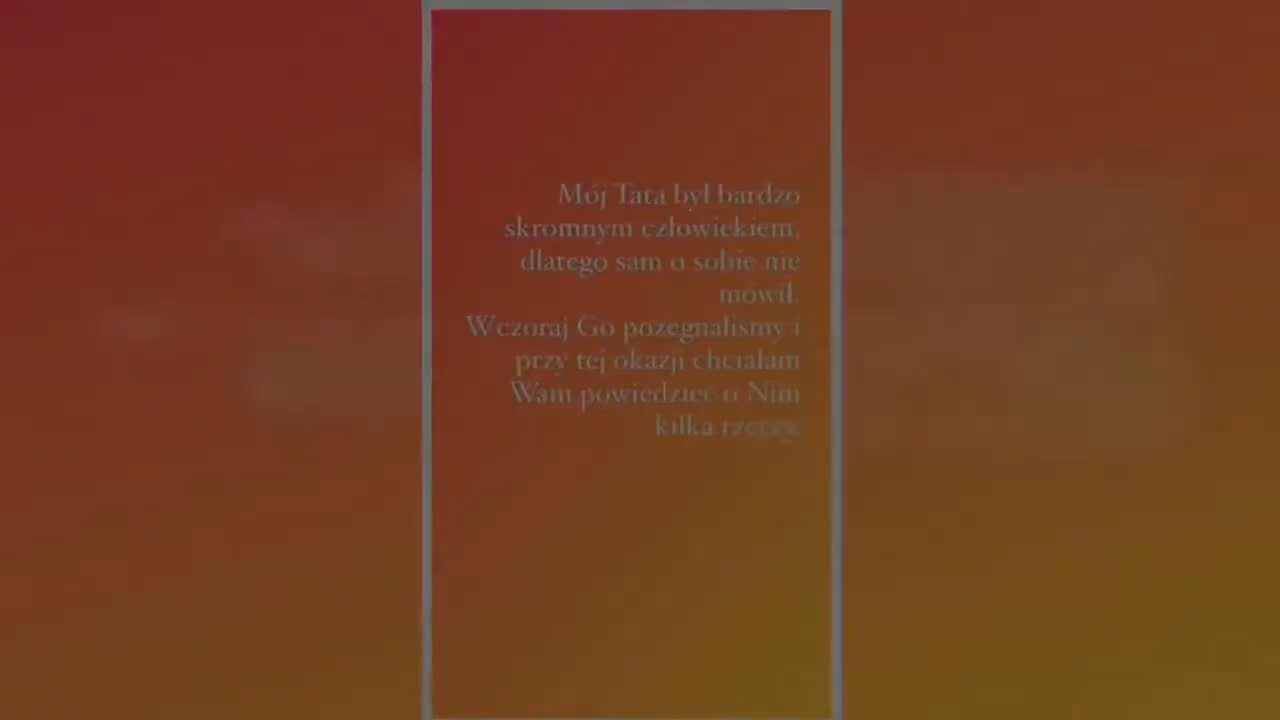 Mój Tata był bardzo
skromnym człowiekiem,
dlatego sam o sobie nie
mówił.
Wczoraj Go pożegnaliśmy i
przy tej okazji chciałam
Wam powiedzieć o Nim
kilka rzeczy: